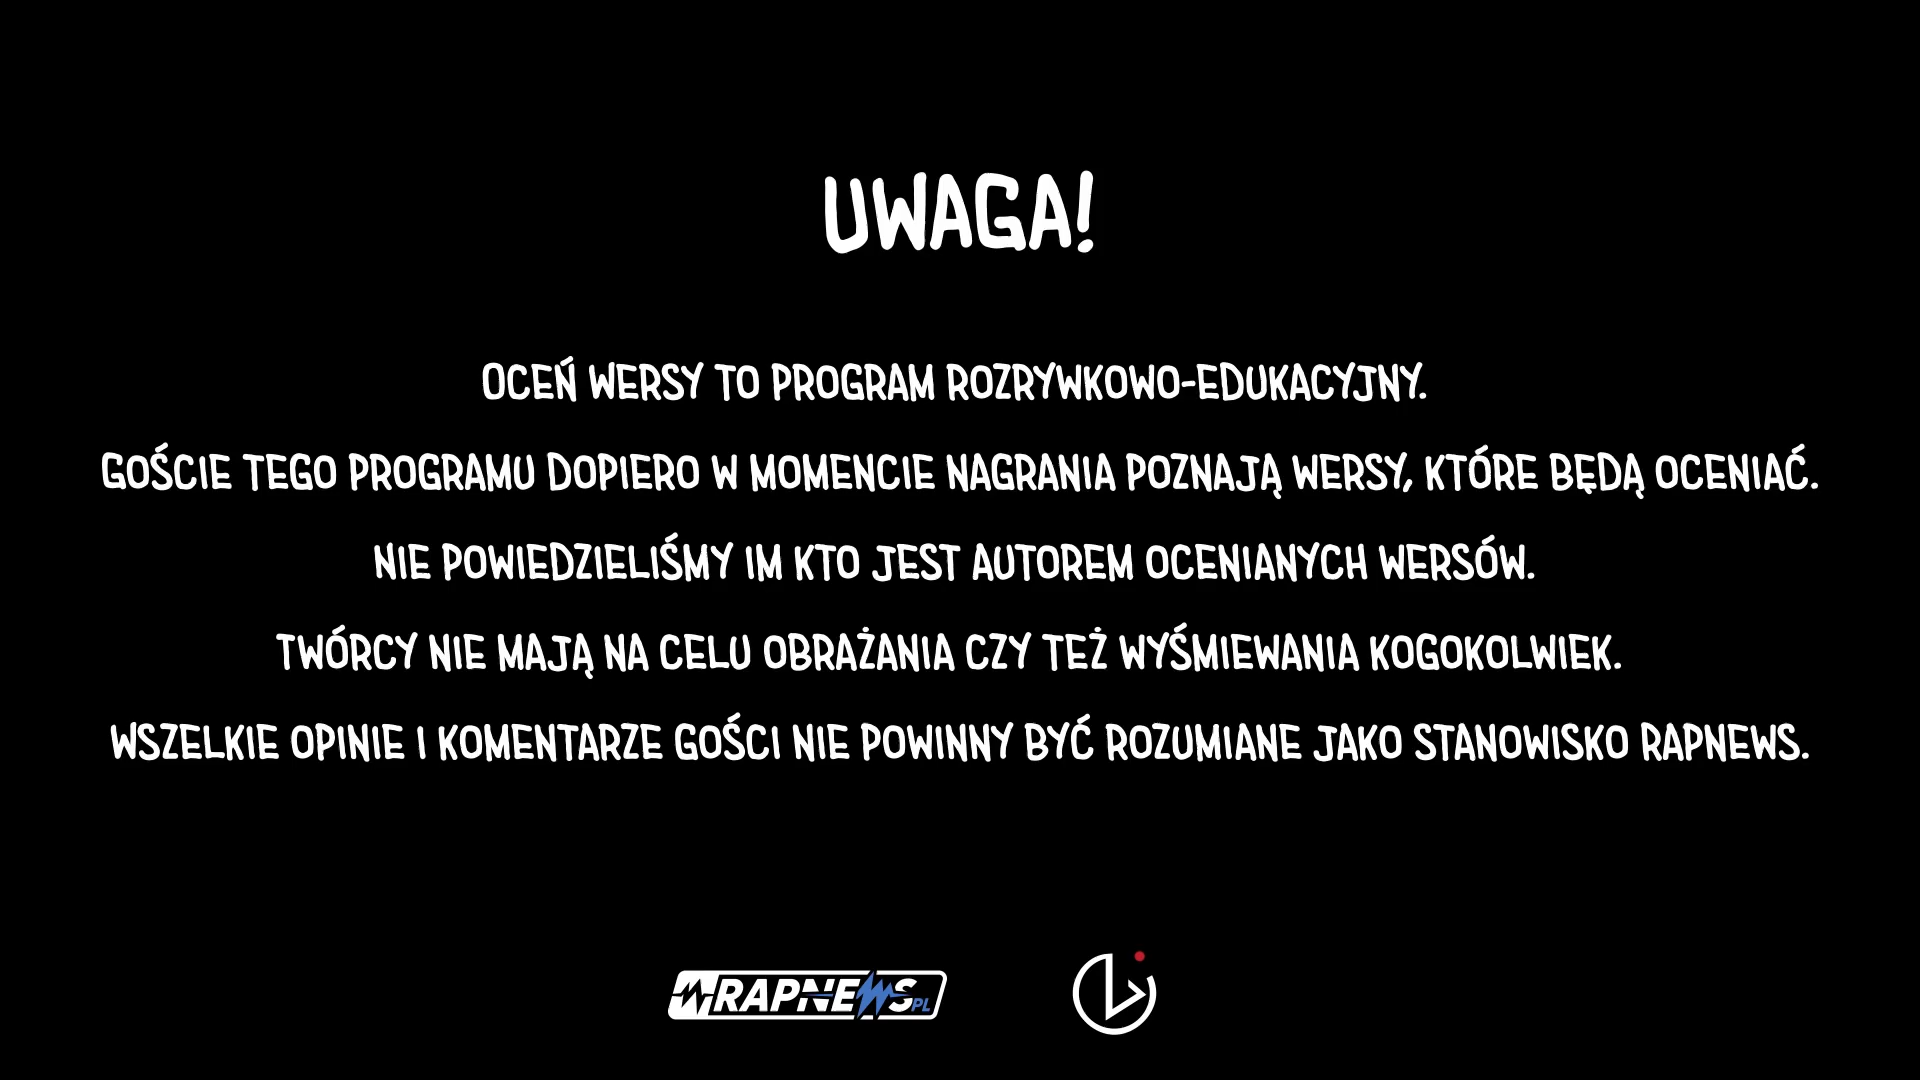 UWAGA!
OCEŃ WERSY TO PROGRAM ROZRYWKOWO-EDUKACYJNY.
GOŚCIE TEGO PROGRAMU DOPIERO W MOMENCIE NAGRANIA POZNAJĄ WERSY, KTÓRE BĘDĄ OCENIAĆ.
NIE POWIEDZIELIŚMY IM KTO JEST AUTOREM OCENIANYCH WERSÓW.
TWÓRCY NIE MAJĄ NA CELU OBRAŻANIA CZY TEŻ WYŚMIEWANIA KOGOKOLWIEK.
WSZELKIE OPINIE I KOMENTARZE GOŚCI NIE POWINNY BYĆ ROZUMIANE JAKO STANOWISKO RAPNEWS.
RAPNEWS.PL